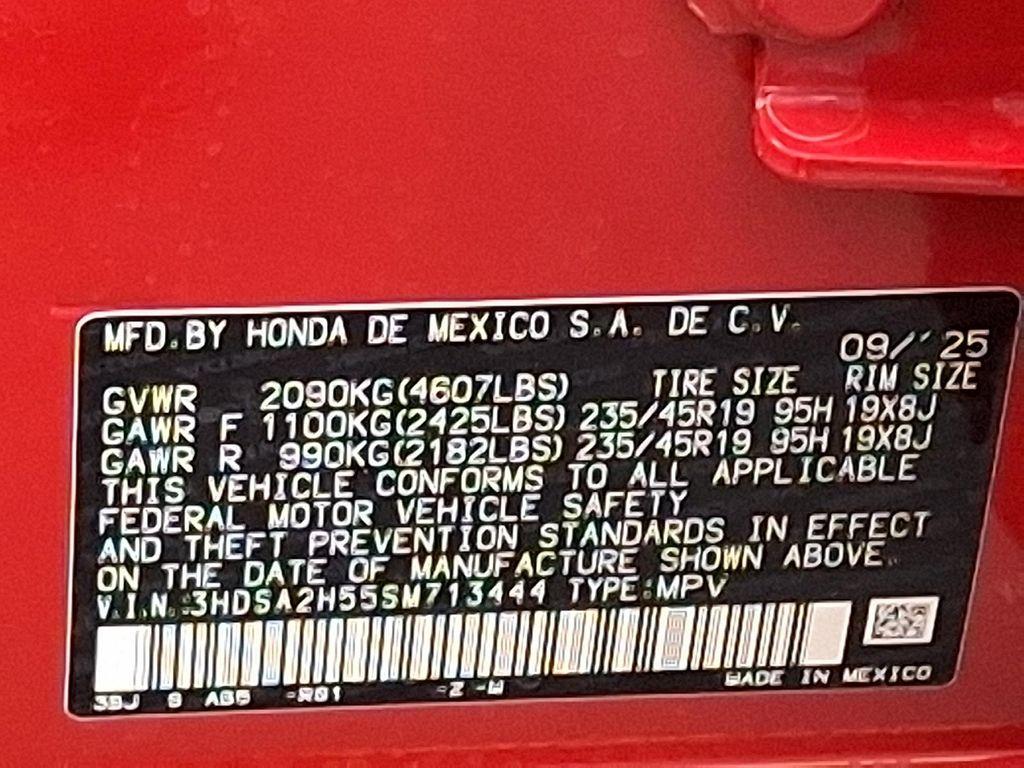 MFD.BY HONDA DE MEXICO S.A. DE C.V.
09/'25
GVWR 2090KG(4607LBS) TIRE SIZE RIM SIZE
GAWR F 1100KG(2425LBS) 235/45R19 95H 19X8J
GAWR R 990KG(2182LBS) 235/45R19 95H 19X8J
THIS VEHICLE CONFORMS TO ALL APPLICABLE
FEDERAL MOTOR VEHICLE SAFETY
AND THEFT PREVENTION STANDARDS IN EFFECT
ON THE DATE OF MANUFACTURE SHOWN ABOVE.
V.I.N.:3HDSA2H55SM713444 TYPE:MPV
-R01 -Z -H MADE IN MEXICO